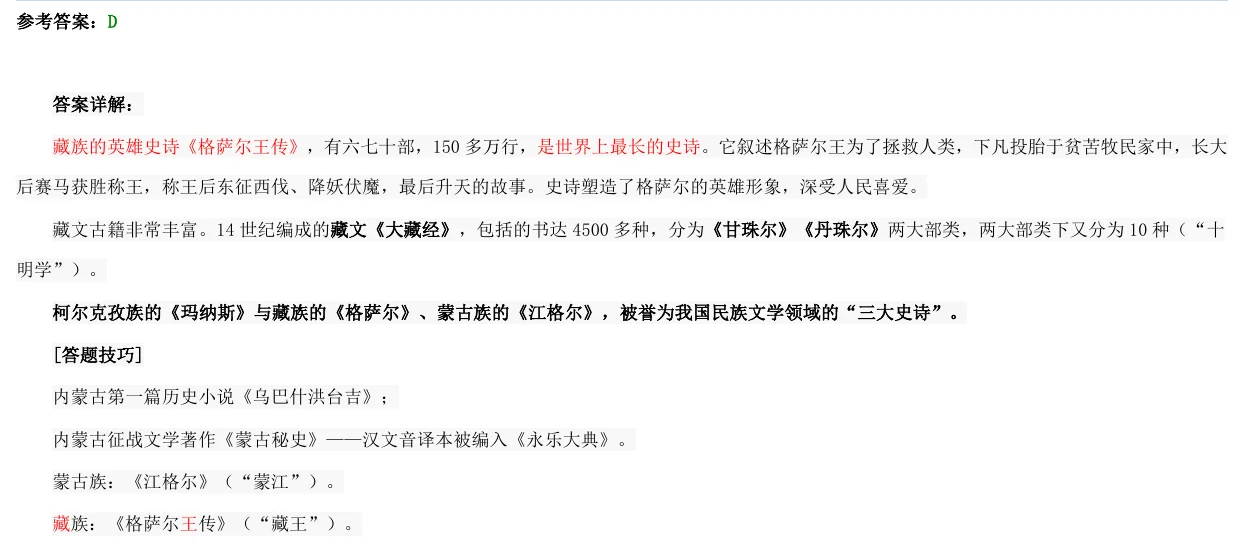 参考答案：D
答案详解：
藏族的英雄史诗《格萨尔王传》，有六七十部，150 多万行，是世界上最长的史诗。它叙述格萨尔王为了拯救人类，下凡投胎于贫苦牧民家中，长大
后赛马获胜称王，称王后东征西伐、降妖伏魔，最后升天的故事。史诗塑造了格萨尔的英雄形象，深受人民喜爱。
藏文古籍非常丰富。14 世纪编成的藏文《大藏经》，包括的书达 4500 多种，分为《甘珠尔》《丹珠尔》两大部类，两大部类下又分为 10 种（“十
明学”）。
柯尔克孜族的《玛纳斯》与藏族的《格萨尔》、蒙古族的《江格尔》，被誉为我国民族文学领域的“三大史诗”。
[答题技巧]
内蒙古第一篇历史小说《乌巴什洪台吉》；
内蒙古征战文学著作《蒙古秘史》——汉文音译本被编入《永乐大典》。
蒙古族：《江格尔》（“蒙江”）。
藏族：《格萨尔王传》（“藏王”）。